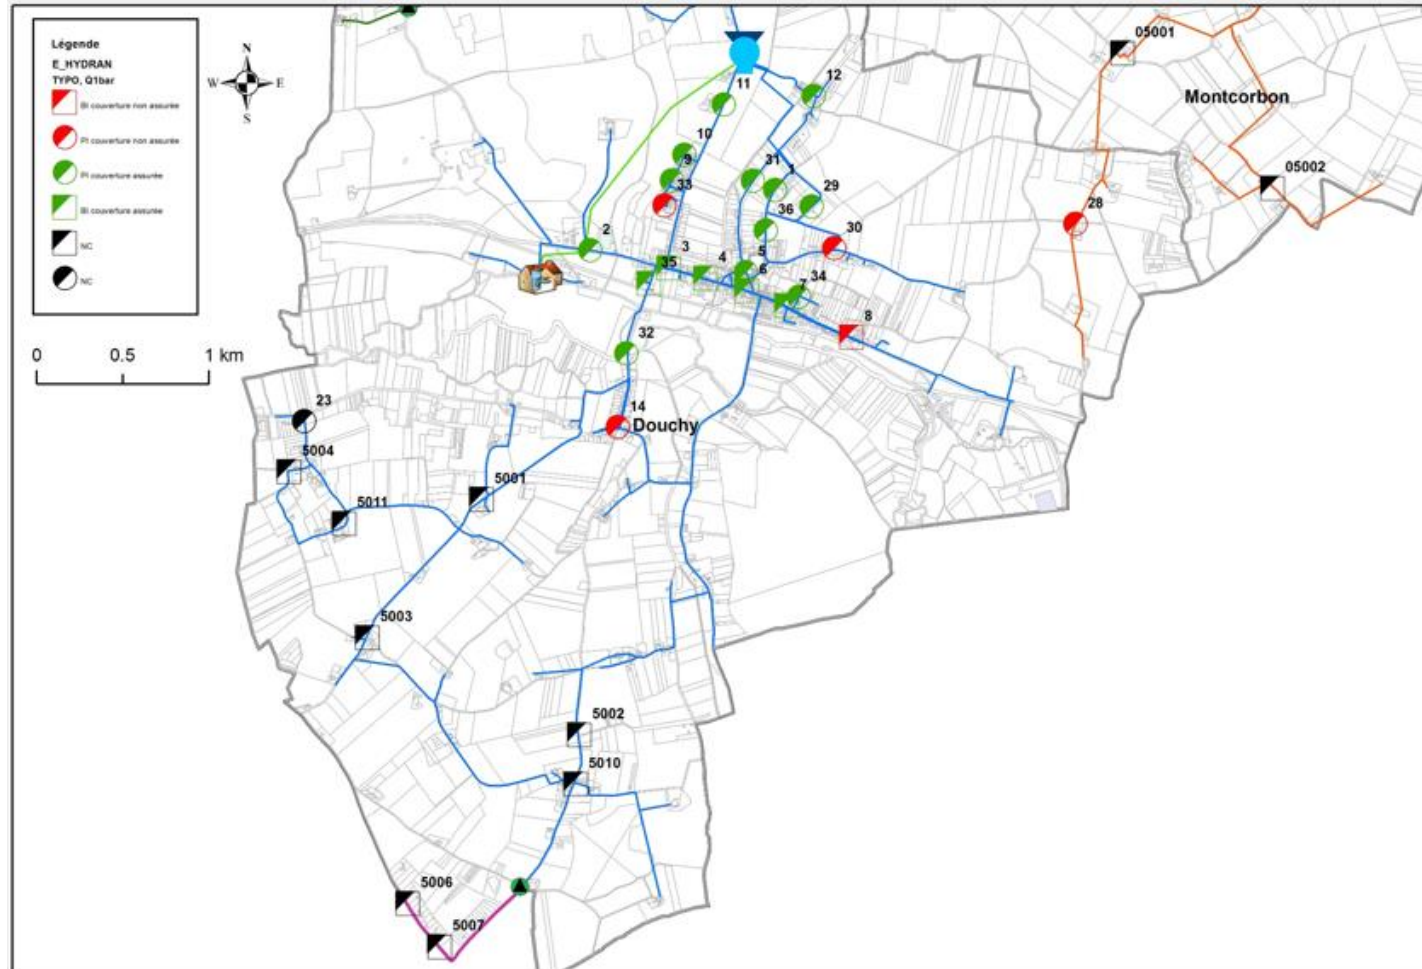 Légende
E_HYDRAN
TYPO, Q1bar
BI couverture non assurée
PI couverture non assurée
PI couverture assurée
BI couverture assurée
NC
NC
N
W
E
S
0 0.5 1 km
05001
12
11
Montcorbon
10
9
31
1
05002
33
29
36
28
30
2
3
5
4
35
6
34
7
8
32
23
14
Douchy
5004
5001
5011
5003
5002
5010
5006
5007